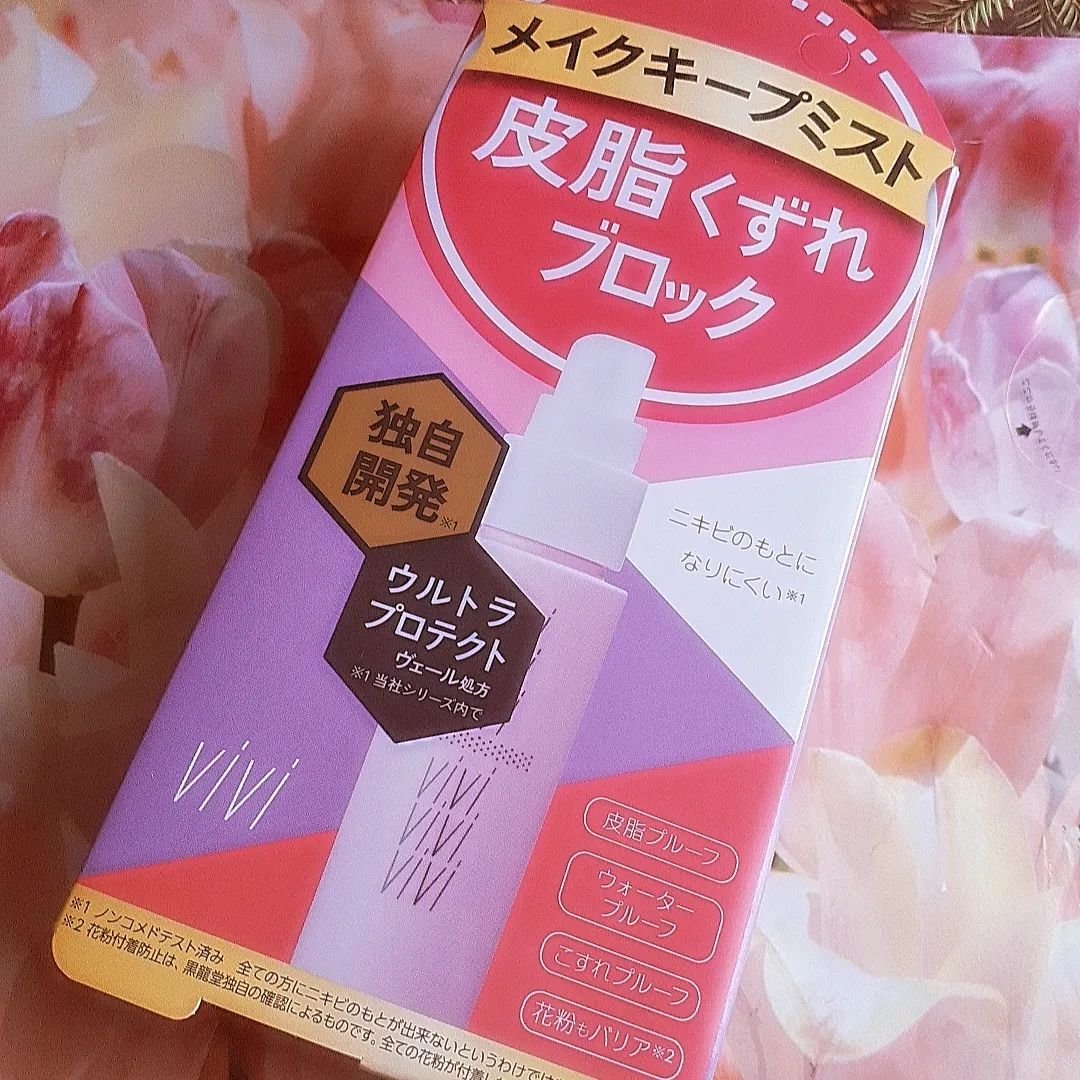 メイクキープミスト
皮脂くずれ
ブロック
独自
開発※1
ウルトラ
プロテクト
ヴェール処方
※1 当社シリーズ内で
ニキビのもとに
なりにくい※1
vivi
vivi
vivi
vivi
皮脂プルーフ
ウォーター
プルーフ
こすれプルーフ
花粉もバリア※2
※1 ノンコメドテスト済み 全ての方にニキビのもとが出来ないというわけでは
※2 花粉付着防止は、黒龍堂独自の確認によるものです。全ての花粉が付着し